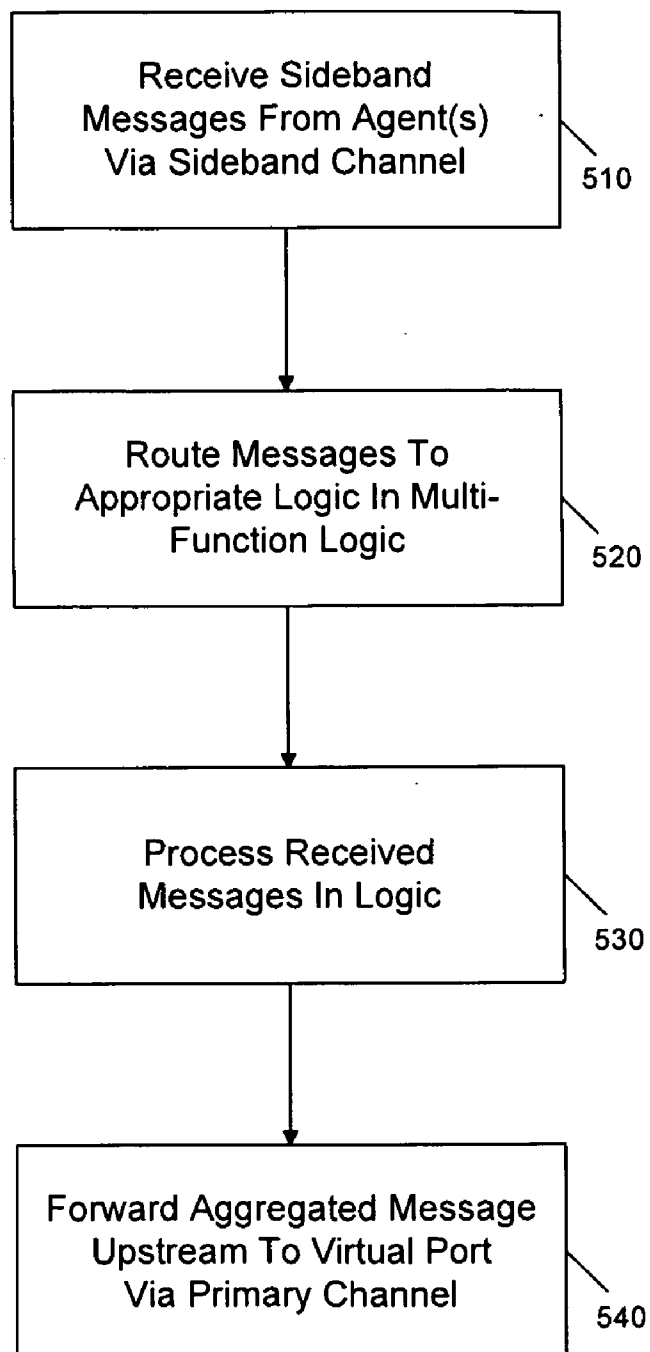 Receive Sideband
Messages From Agent(s)
Via Sideband Channel
510
Route Messages To
Appropriate Logic In Multi-
Function Logic
520
Process Received
Messages In Logic
530
Forward Aggregated Message
Upstream To Virtual Port
Via Primary Channel
540